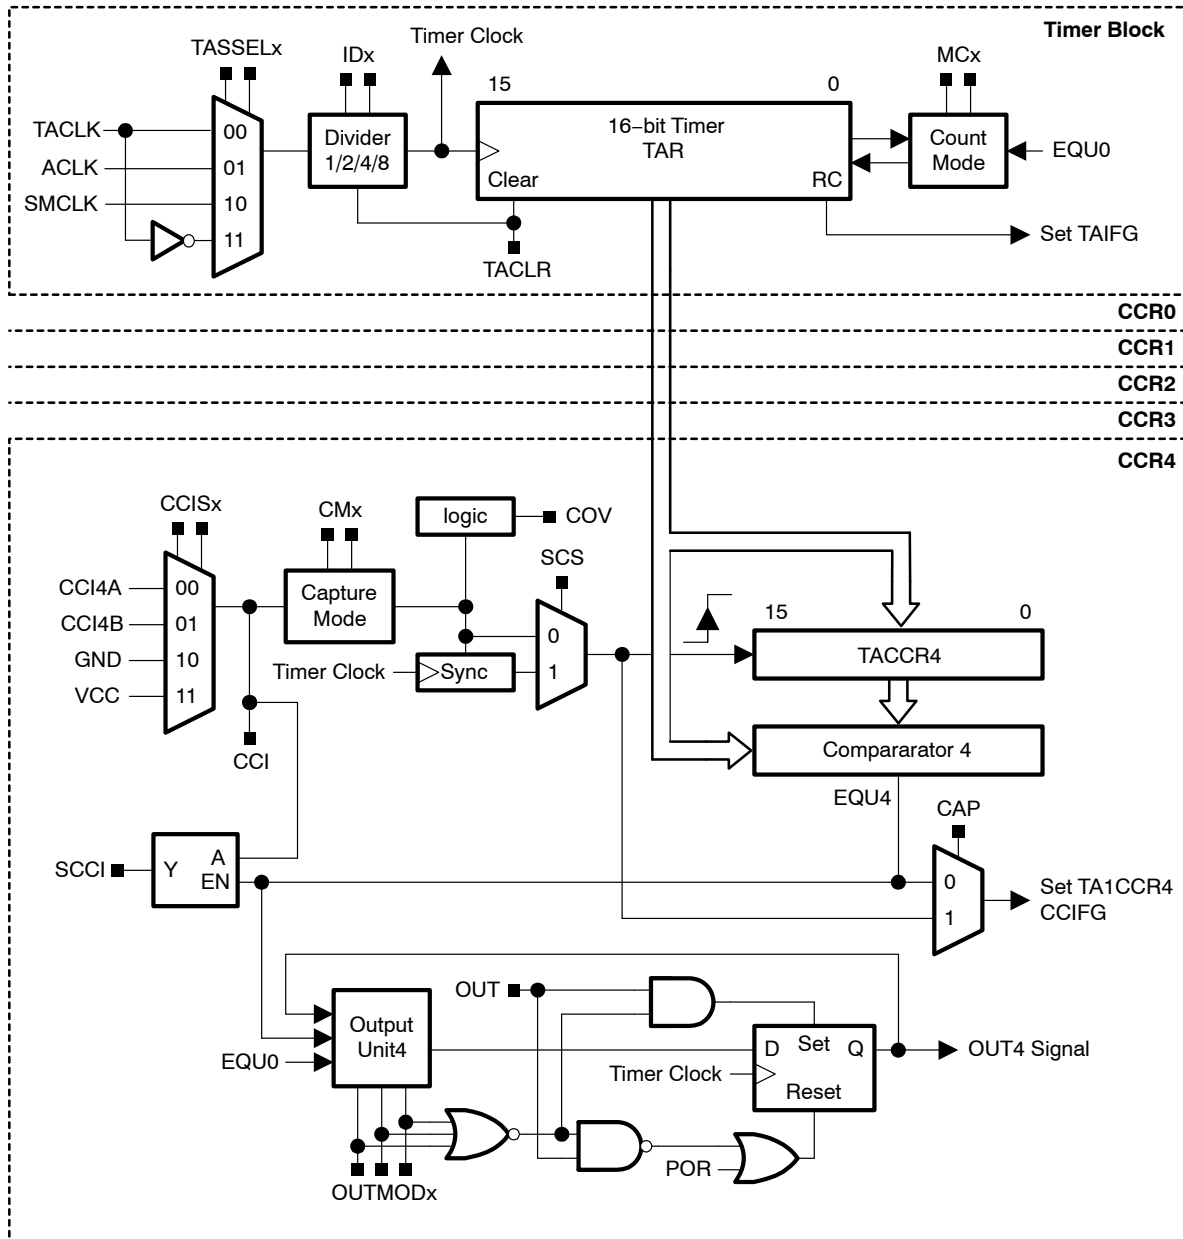 Timer Block
Timer Clock
TASSELx
IDx
MCx
15
0
TACLK
00
Divider
1/2/4/8
16−bit Timer
TAR
Count
Mode
EQU0
ACLK
01
SMCLK
10
Clear
RC
11
Set TAIFG
TACLR
CCR0
CCR1
CCR2
CCR3
CCR4
CCISx
CMx
logic
COV
SCS
CCI4A
00
Capture
Mode
15
0
CCI4B
01
0
GND
10
Timer Clock
Sync
1
TACCR4
VCC
11
CCI
Compararator 4
EQU4
CAP
SCCI
Y
A
EN
0
Set TA1CCR4
CCIFG
1
OUT
Output
Unit4
D
Set
Q
OUT4 Signal
EQU0
Timer Clock
Reset
POR
OUTMODx